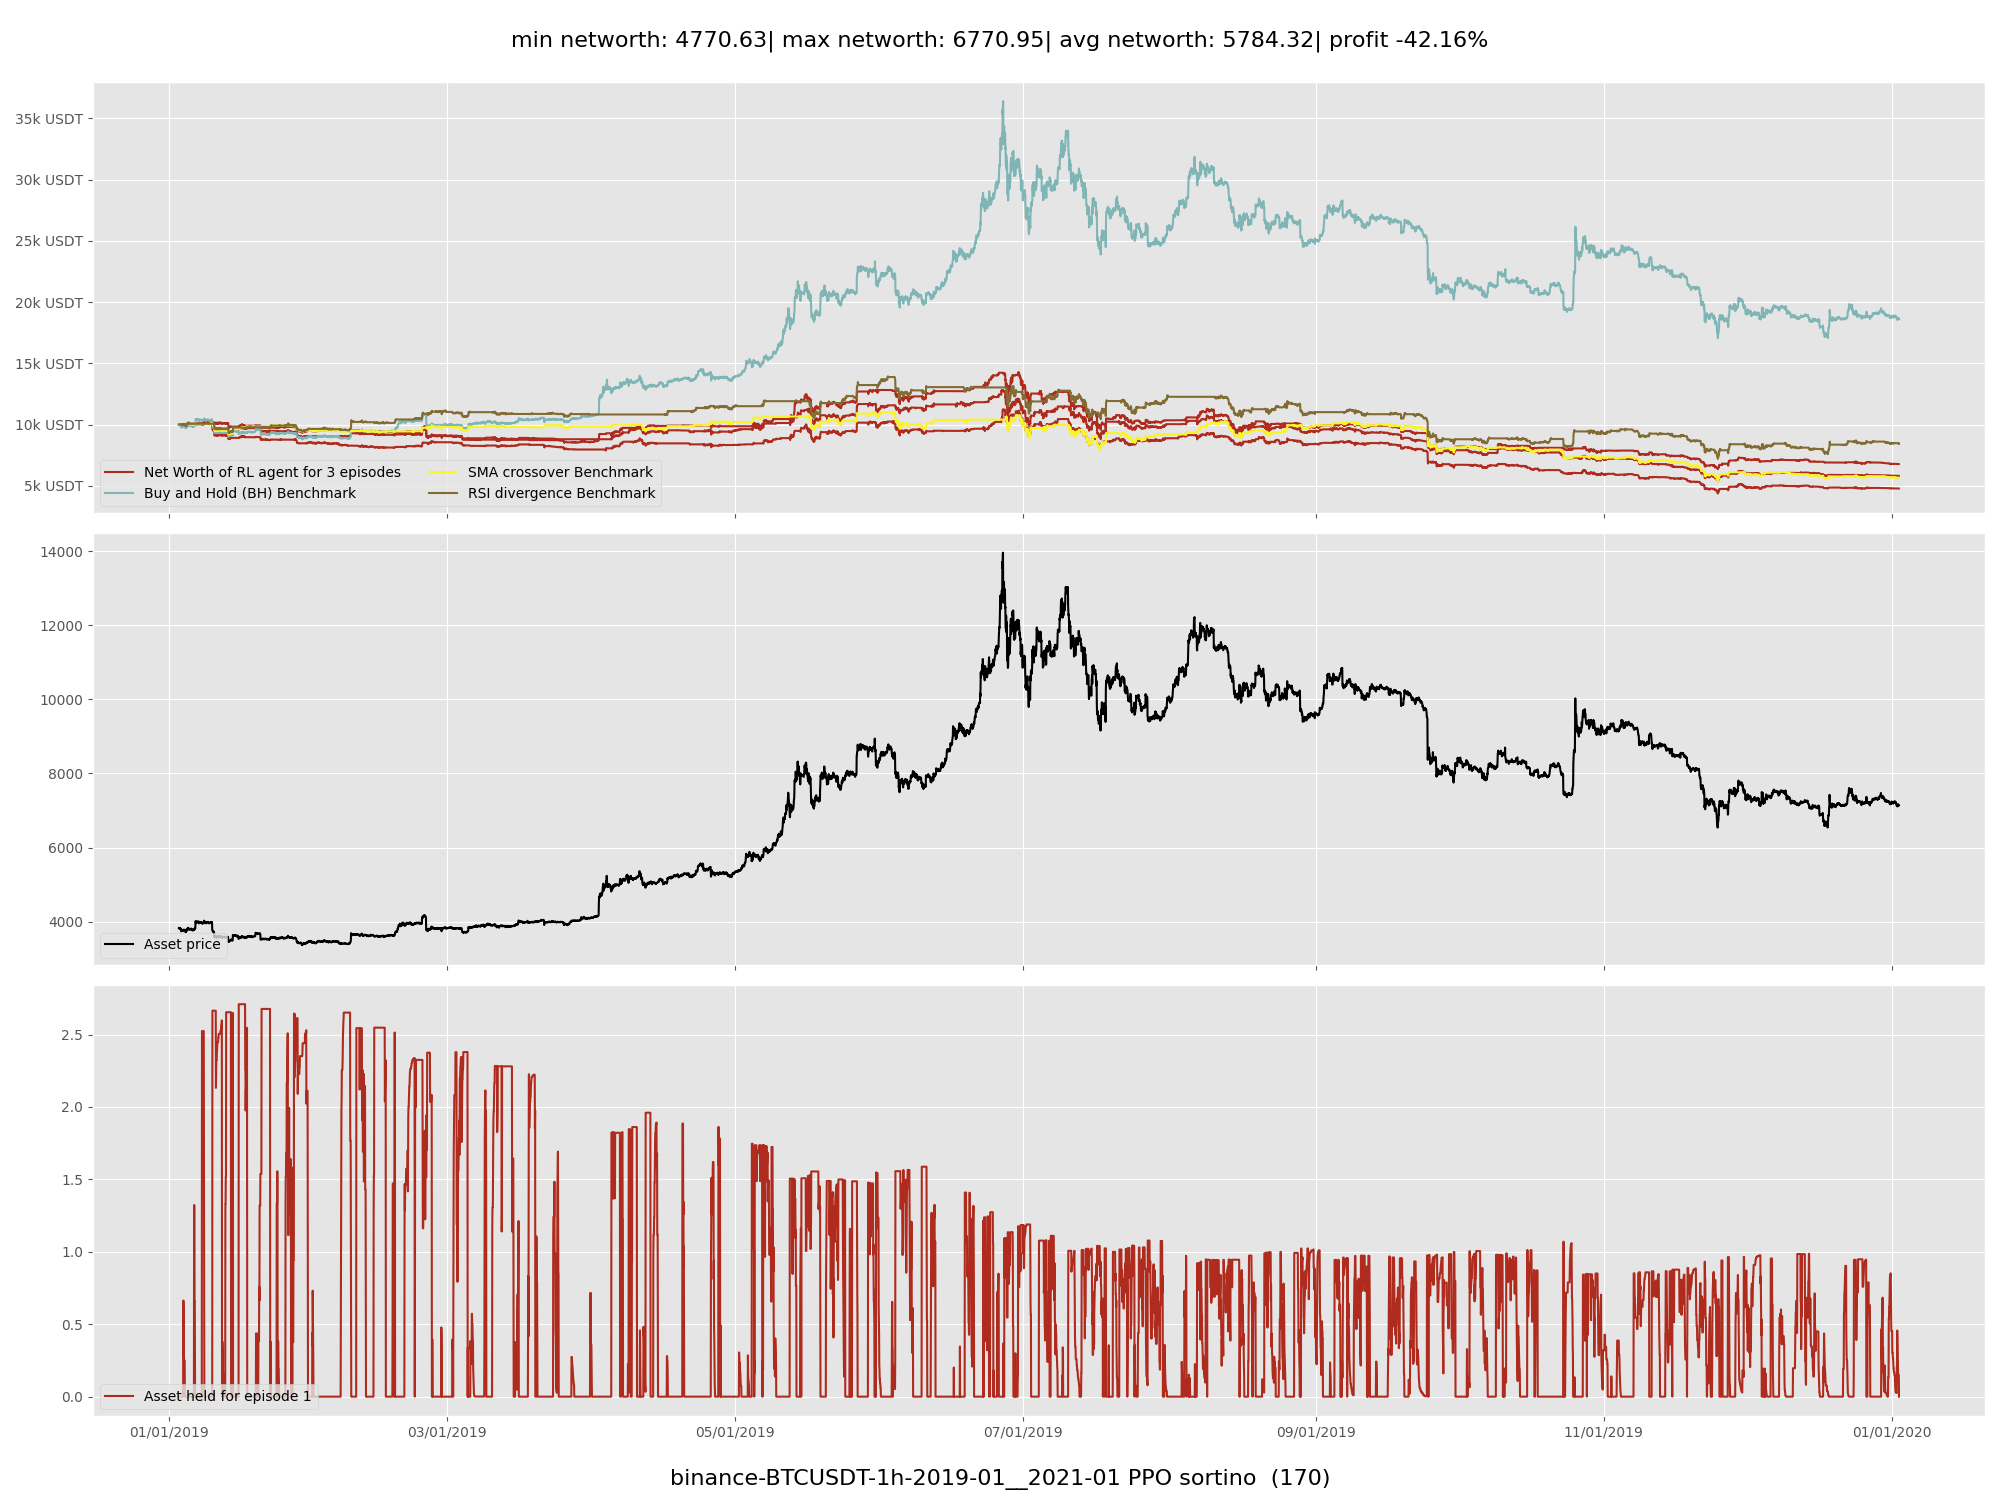 min networth: 4770.63| max networth: 6770.95| avg networth: 5784.32| profit -42.16%
35k USDT
30k USDT
25k USDT
20k USDT
15k USDT
10k USDT
5k USDT
Net Worth of RL agent for 3 episodes
Buy and Hold (BH) Benchmark
SMA crossover Benchmark
RSI divergence Benchmark
14000
12000
10000
8000
6000
4000
Asset price
2.5
2.0
1.5
1.0
0.5
0.0
Asset held for episode 1
01/01/2019 03/01/2019 05/01/2019 07/01/2019 09/01/2019 11/01/2019 01/01/2020
binance-BTCUSDT-1h-2019-01__2021-01 PPO sortino (170)